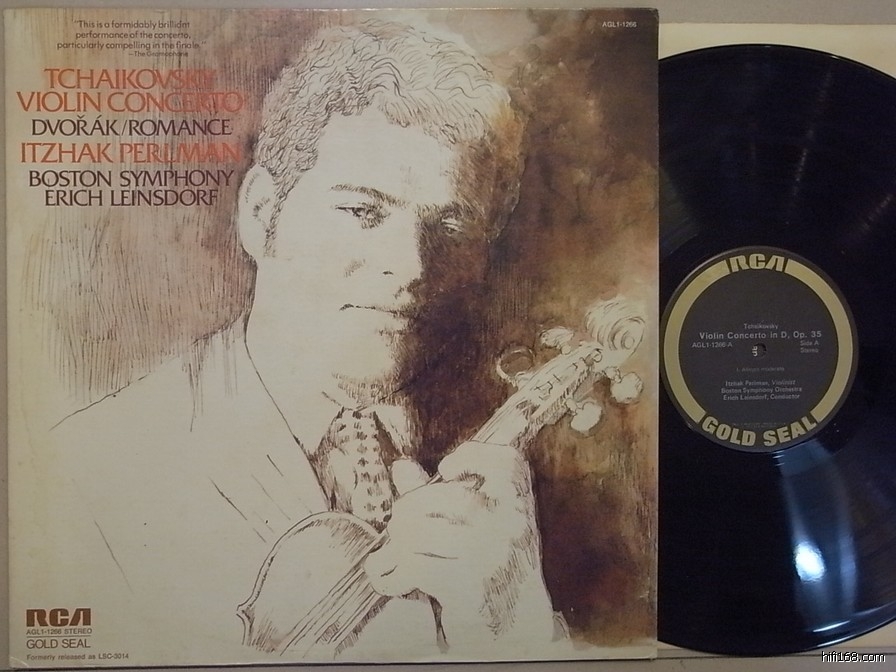 "This is a formidably brilliant
performance of the concerto,
particularly compelling in the finale."
—The Gramophone
TCHAIKOVSKY
VIOLIN CONCERTO
DVOŘÁK/ROMANCE
ITZHAK PERLMAN
BOSTON SYMPHONY
ERICH LEINSDORF
AGL1-1266
RCA
AGL1-1266 STEREO
GOLD SEAL
Formerly released as LSC-3014
RCA
Tchaikovsky
Violin Concerto in D, Op. 35
AGL1-1266-A
Side A
Stereo
Itzhak Perlman, Violinist
Boston Symphony Orchestra
Erich Leinsdorf, Conductor
GOLD SEAL
hifi168.com